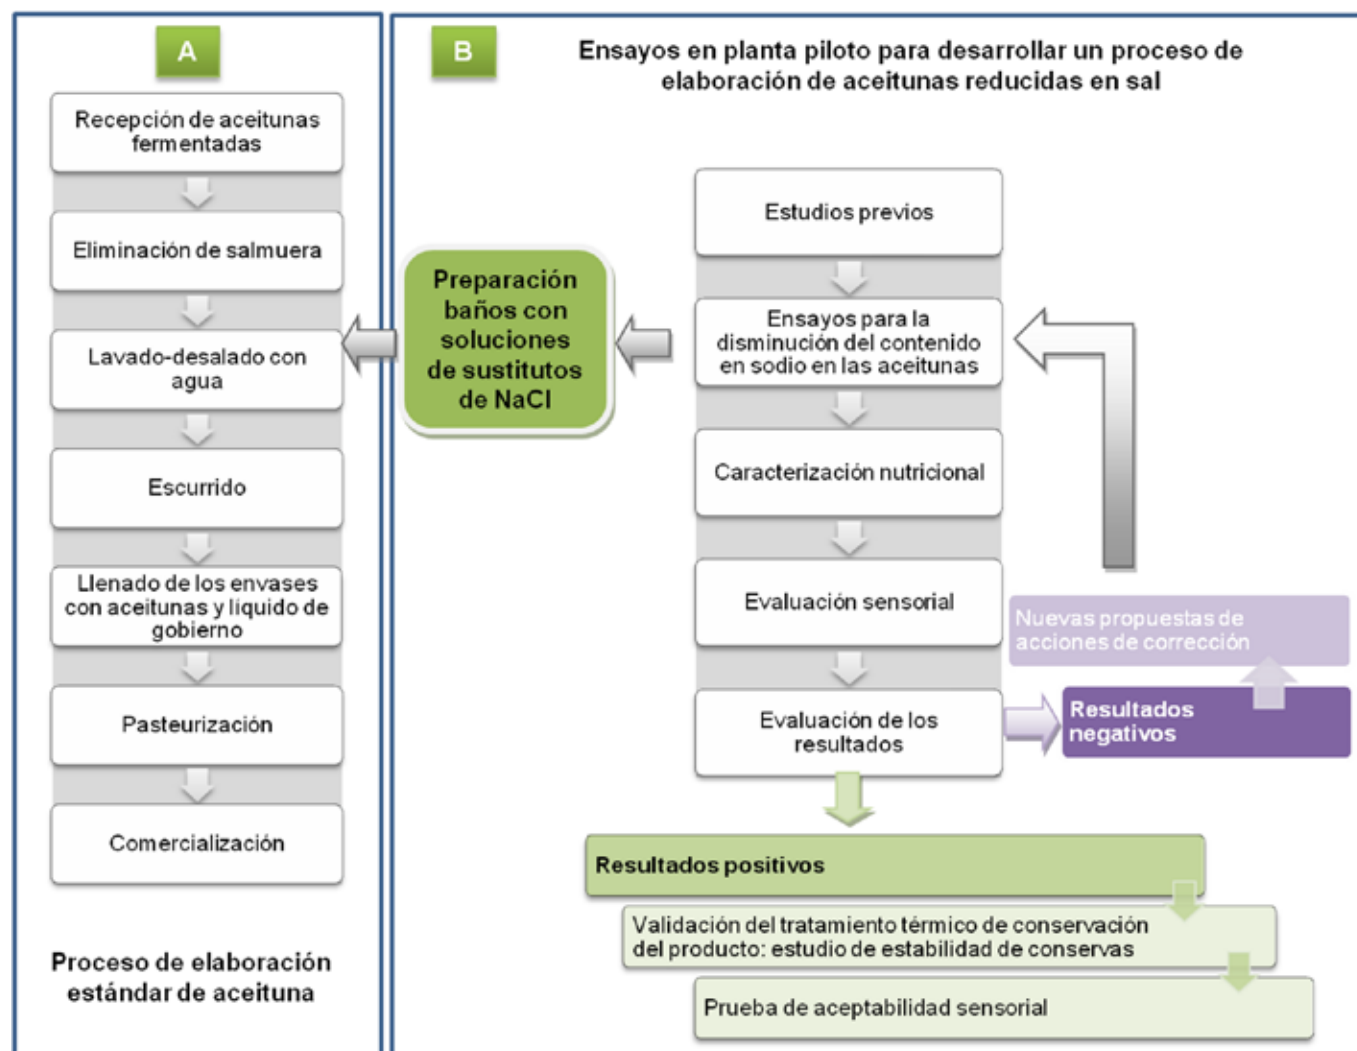 A
Recepción de aceitunas
fermentadas
Eliminación de salmuera
Lavado-desalado con
agua
Escurrido
Llenado de los envases
con aceitunas y líquido de
gobierno
Pasteurización
Comercialización
Proceso de elaboración
estándar de aceituna
B
Ensayos en planta piloto para desarrollar un proceso de
elaboración de aceitunas reducidas en sal
Preparación
baños con
soluciones
de sustitutos
de NaCl
Estudios previos
Ensayos para la
disminución del contenido
en sodio en las aceitunas
Caracterización nutricional
Evaluación sensorial
Evaluación de los
resultados
Nuevas propuestas de
acciones de corrección
Resultados
negativos
Resultados positivos
Validación del tratamiento térmico de conservación
del producto: estudio de estabilidad de conservas
Prueba de aceptabilidad sensorial